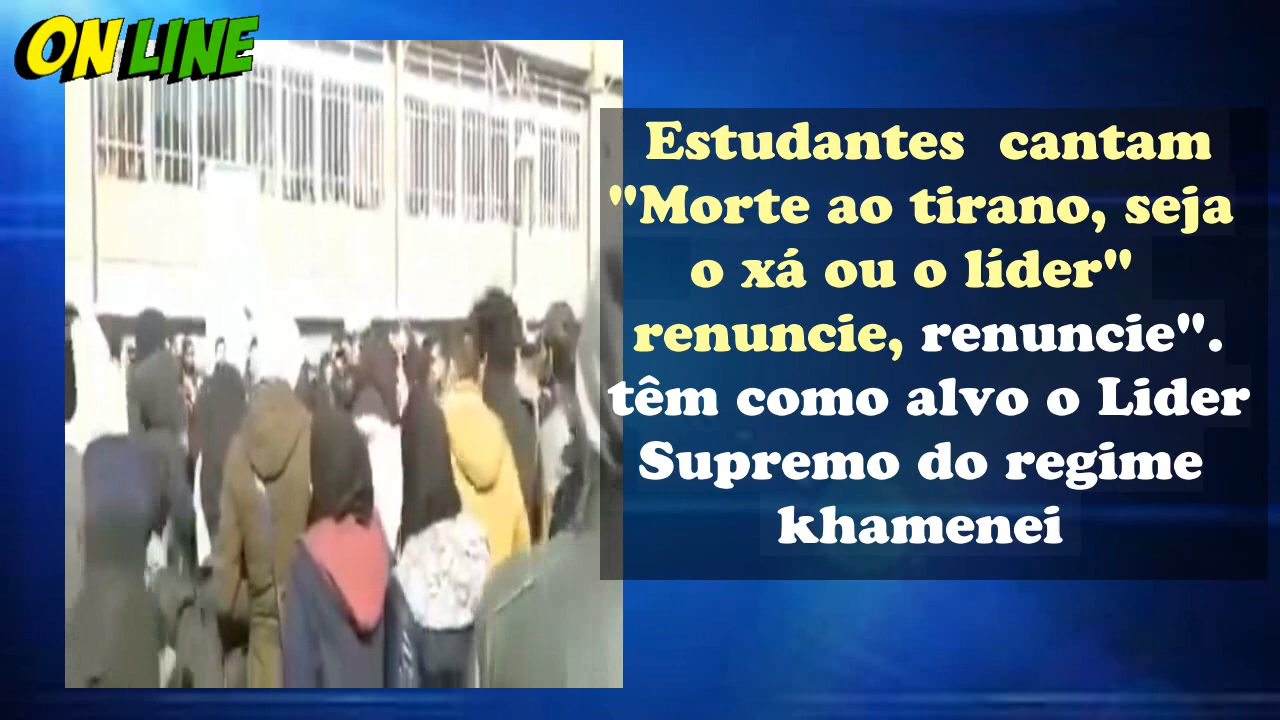 ON LINE
Estudantes cantam
"Morte ao tirano, seja
o xá ou o líder"
renuncie, renuncie".
têm como alvo o Lider
Supremo do regime
khamenei